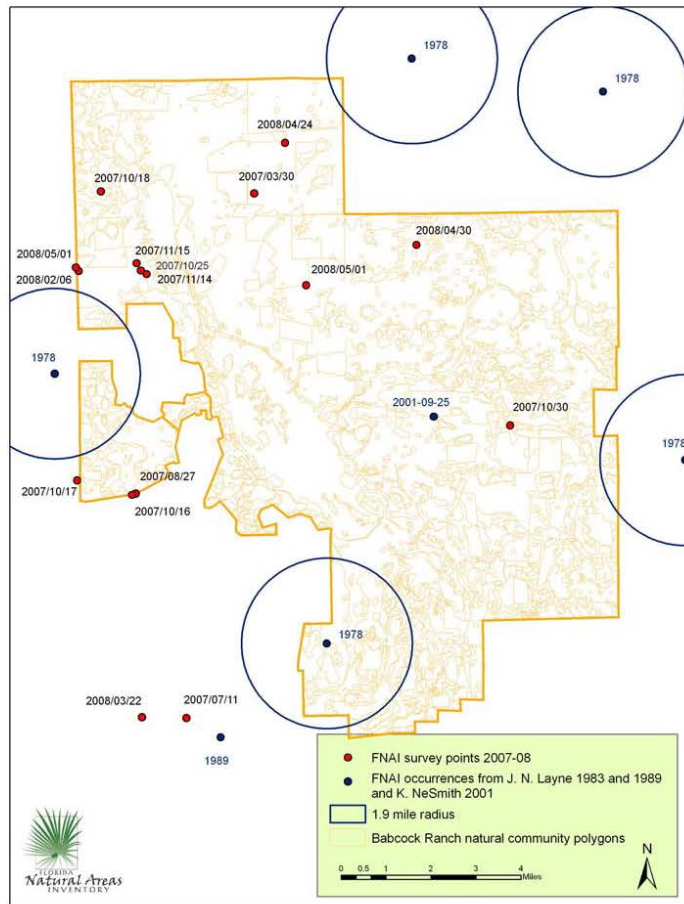 1978
1978
2008/04/24
2007/10/18
2007/03/30
2008/04/30
2008/05/01
2007/11/15
2007/10/25
2008/02/06
2007/11/14
2008/05/01
1978
2001-09-25
2007/10/30
1978
2007/08/27
2007/10/17
2007/10/16
1978
2008/03/22
2007/07/11
1989
FNAI survey points 2007-08
FNAI occurrences from J. N. Layne 1983 and 1989
and K. NeSmith 2001
1.9 mile radius
Babcock Ranch natural community polygons
N
0 0.5 1 2 3 4
Miles
FLORIDA
Natural Areas
INVENTORY